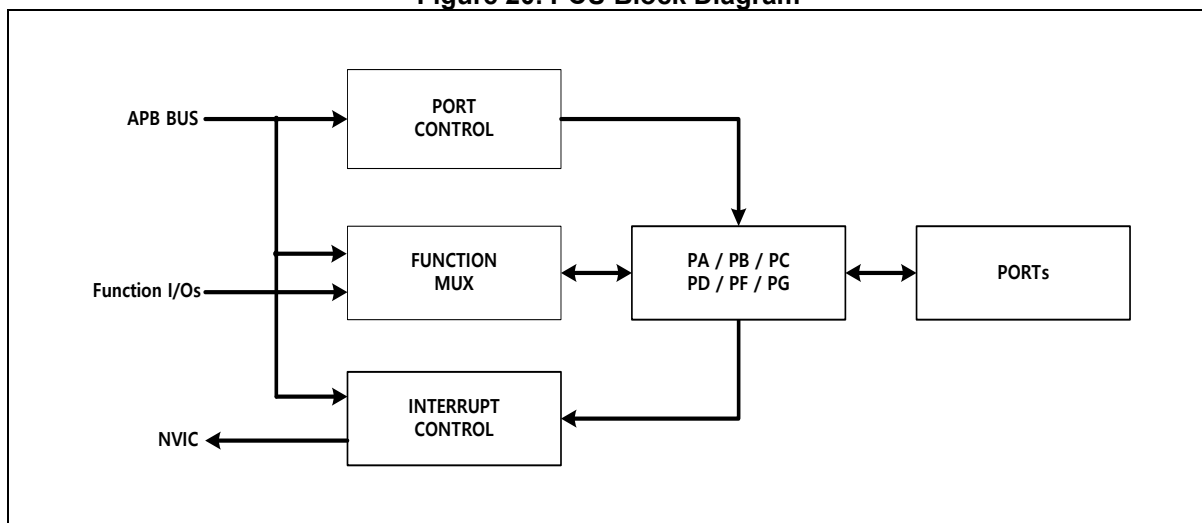 Figure 20. PCU Block Diagram
APB BUS
PORT
CONTROL
Function I/Os
FUNCTION
MUX
PA / PB / PC
PD / PF / PG
PORTs
INTERRUPT
CONTROL
NVIC